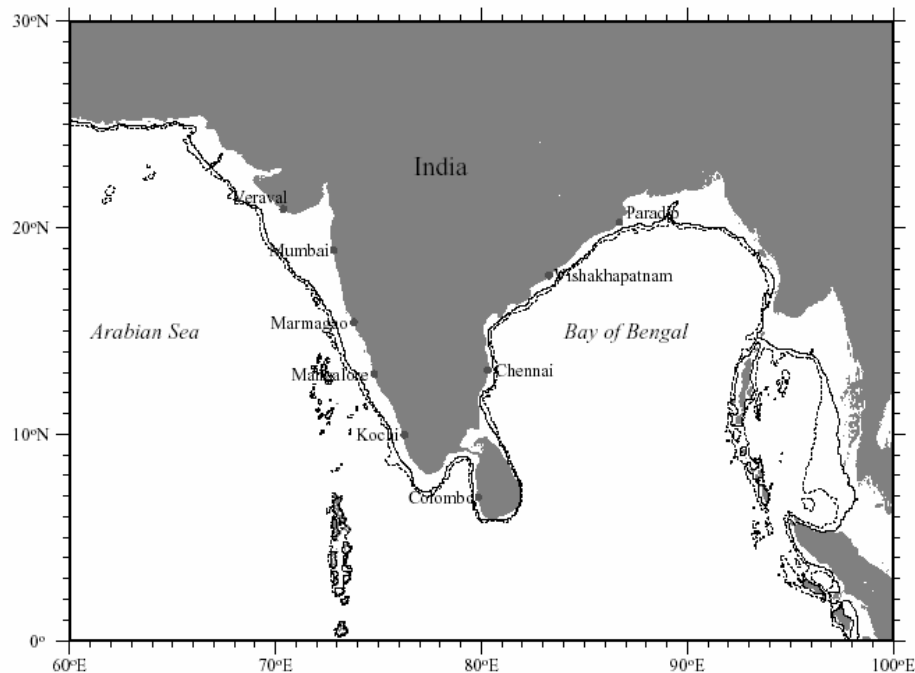 30°N
India
Veraval
Paradip
20°N
Mumbai
Vishakhapatnam
Marmagao
Arabian Sea
Bay of Bengal
Mangalore
Chennai
10°N
Kochi
Colombo
0°
60°E
70°E
80°E
90°E
100°E